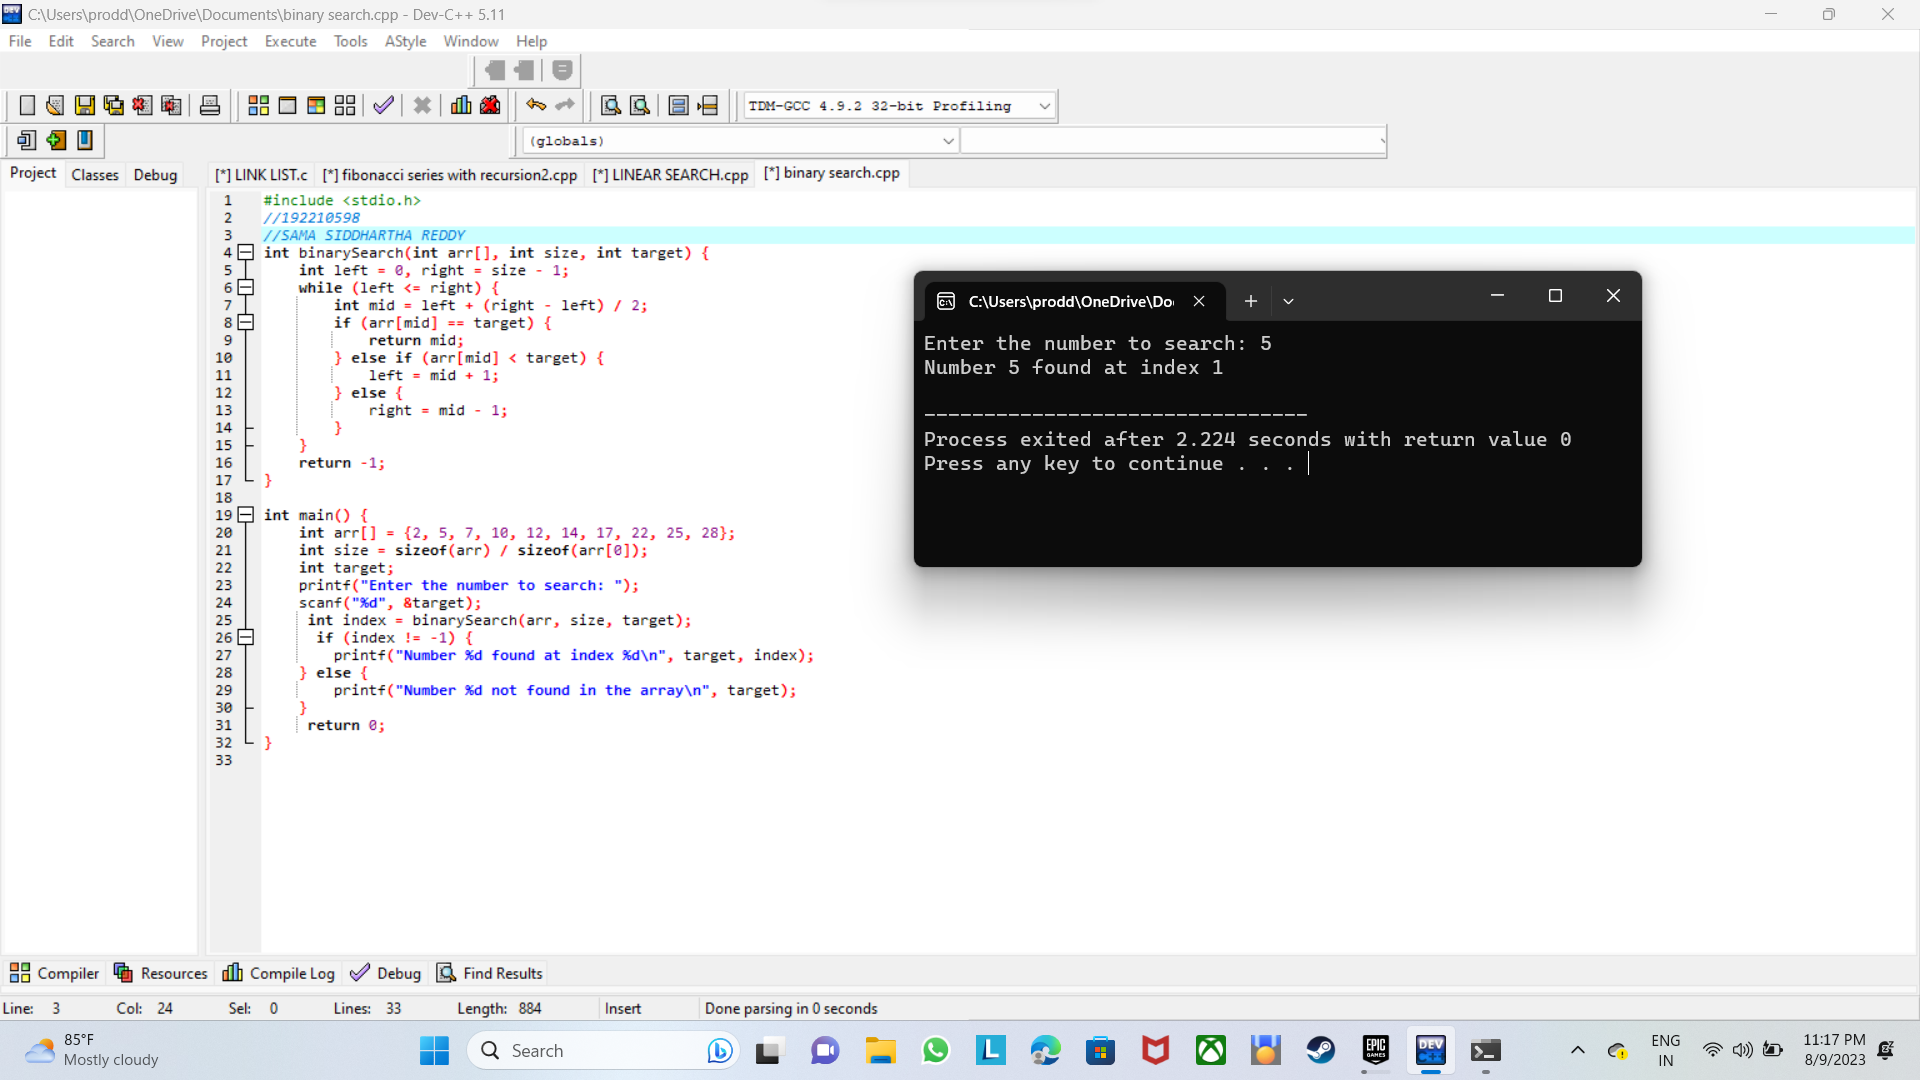 C:\Users\prodd\OneDrive\Documents\binary search.cpp - Dev-C++ 5.11
File Edit Search View Project Execute Tools AStyle Window Help
TDM-GCC 4.9.2 32-bit Profiling
(globals)
Project Classes Debug
[*] LINK LIST.c [*] fibonacci series with recursion2.cpp [*] LINEAR SEARCH.cpp [*] binary search.cpp
1 #include <stdio.h>
2 //192210598
3 //SAMA SIDDHARTHA REDDY
4 int binarySearch(int arr[], int size, int target) {
5 int left = 0, right = size - 1;
6 while (left <= right) {
7 int mid = left + (right - left) / 2;
8 if (arr[mid] == target) {
9 return mid;
10 } else if (arr[mid] < target) {
11 left = mid + 1;
12 } else {
13 right = mid - 1;
14 }
15 }
16 return -1;
17 }
18
19 int main() {
20 int arr[] = {2, 5, 7, 10, 12, 14, 17, 22, 25, 28};
21 int size = sizeof(arr) / sizeof(arr[0]);
22 int target;
23 printf("Enter the number to search: ");
24 scanf("%d", &target);
25 int index = binarySearch(arr, size, target);
26 if (index != -1) {
27 printf("Number %d found at index %d\n", target, index);
28 } else {
29 printf("Number %d not found in the array\n", target);
30 }
31 return 0;
32 }
33
C:\Users\prodd\OneDrive\Do
Enter the number to search: 5
Number 5 found at index 1
--------------------------------
Process exited after 2.224 seconds with return value 0
Press any key to continue . . .
Compiler Resources Compile Log Debug Find Results
Line: 3 Col: 24 Sel: 0 Lines: 33 Length: 884 Insert Done parsing in 0 seconds
85°F
Mostly cloudy
Search
L
EPIC
GAMES
DEV
C++
ENG
IN
11:17 PM
8/9/2023